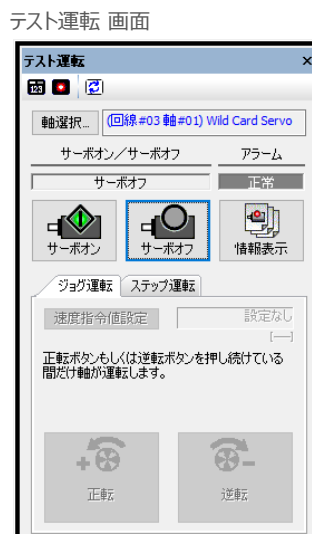 テスト運転 画面
テスト運転
123
軸選択...
(回線#03 軸#01) Wild Card Servo
サーボオン／サーボオフ
アラーム
サーボオフ
正常
サーボオン
サーボオフ
情報表示
ジョグ運転
ステップ運転
速度指令値設定
設定なし
[----]
正転ボタンもしくは逆転ボタンを押し続けている
間だけ軸が運転します。
+
-
正転
逆転